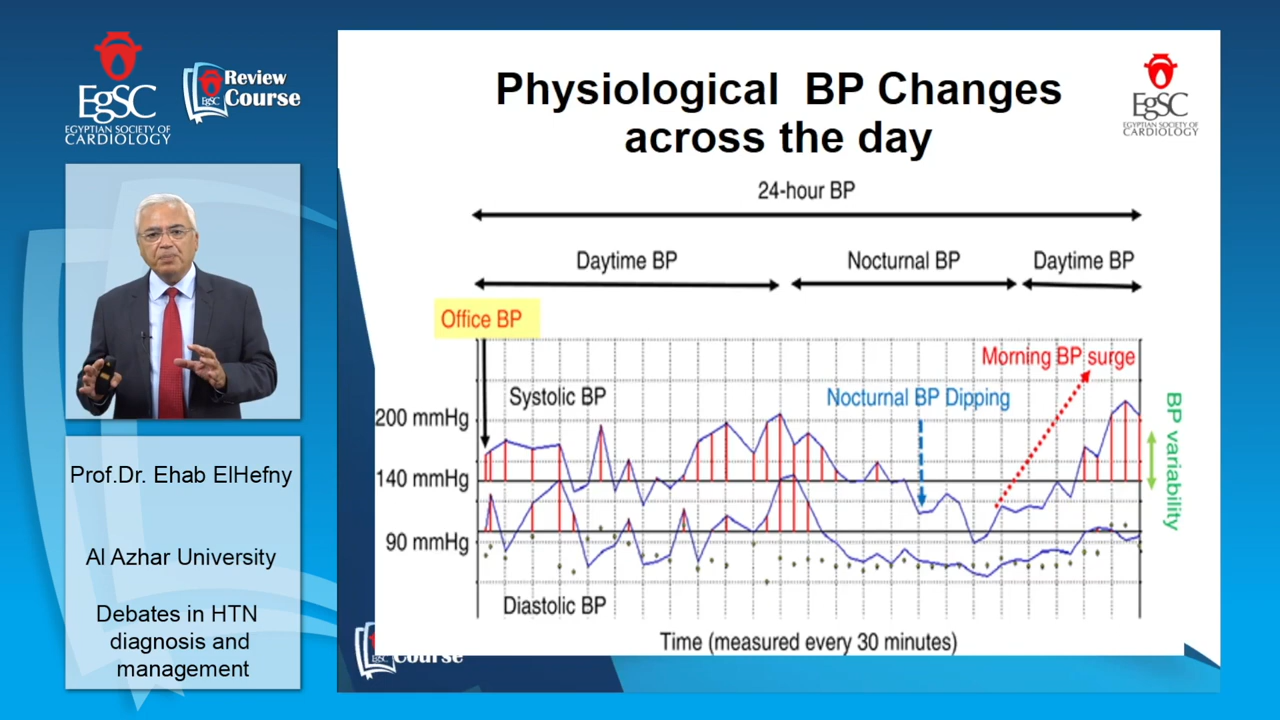 EgSC
EGYPTIAN SOCIETY OF
CARDIOLOGY
EgSC
Review
Course
Prof.Dr. Ehab ElHefny
Al Azhar University
Debates in HTN
diagnosis and
management
Physiological BP Changes
across the day
EgSC
EGYPTIAN SOCIETY OF
CARDIOLOGY
24-hour BP
Daytime BP
Nocturnal BP
Daytime BP
Office BP
Morning BP surge
Systolic BP
Nocturnal BP Dipping
200 mmHg
140 mmHg
90 mmHg
BP variability
Diastolic BP
Time (measured every 30 minutes)
EgSC
Course